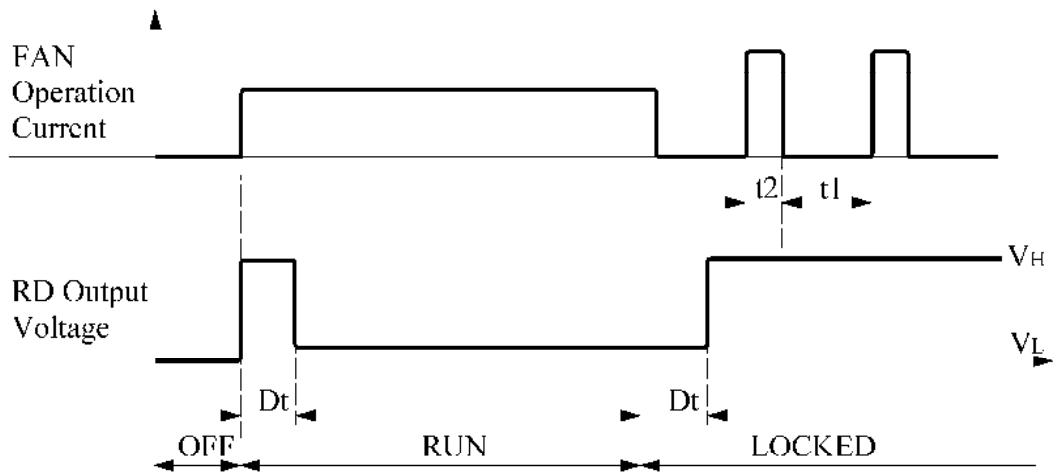 FAN
Operation
Current
t2
t1
RD Output
Voltage
VH
VL
Dt
Dt
OFF
RUN
LOCKED